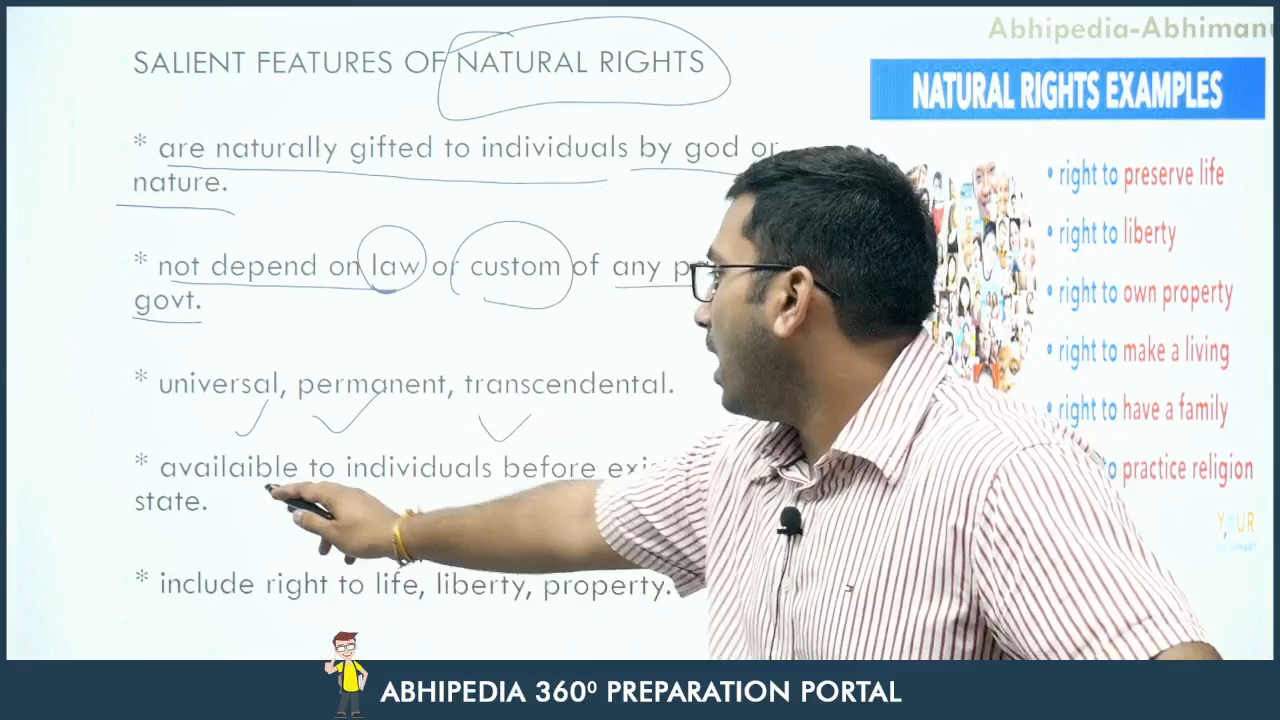 Abhipedia-Abhimanu
SALIENT FEATURES OF NATURAL RIGHTS
* are naturally gifted to individuals by god or
nature.
* not depend on law or custom of any
govt.
* universal, permanent, transcendental.
* availaible to individuals before
state.
* include right to life, liberty, property.
NATURAL RIGHTS EXAMPLES
• right to preserve life
• right to liberty
• right to own property
• right to make a living
• right to have a family
to practice religion
YOUR
ABHIPEDIA 360⁰ PREPARATION PORTAL